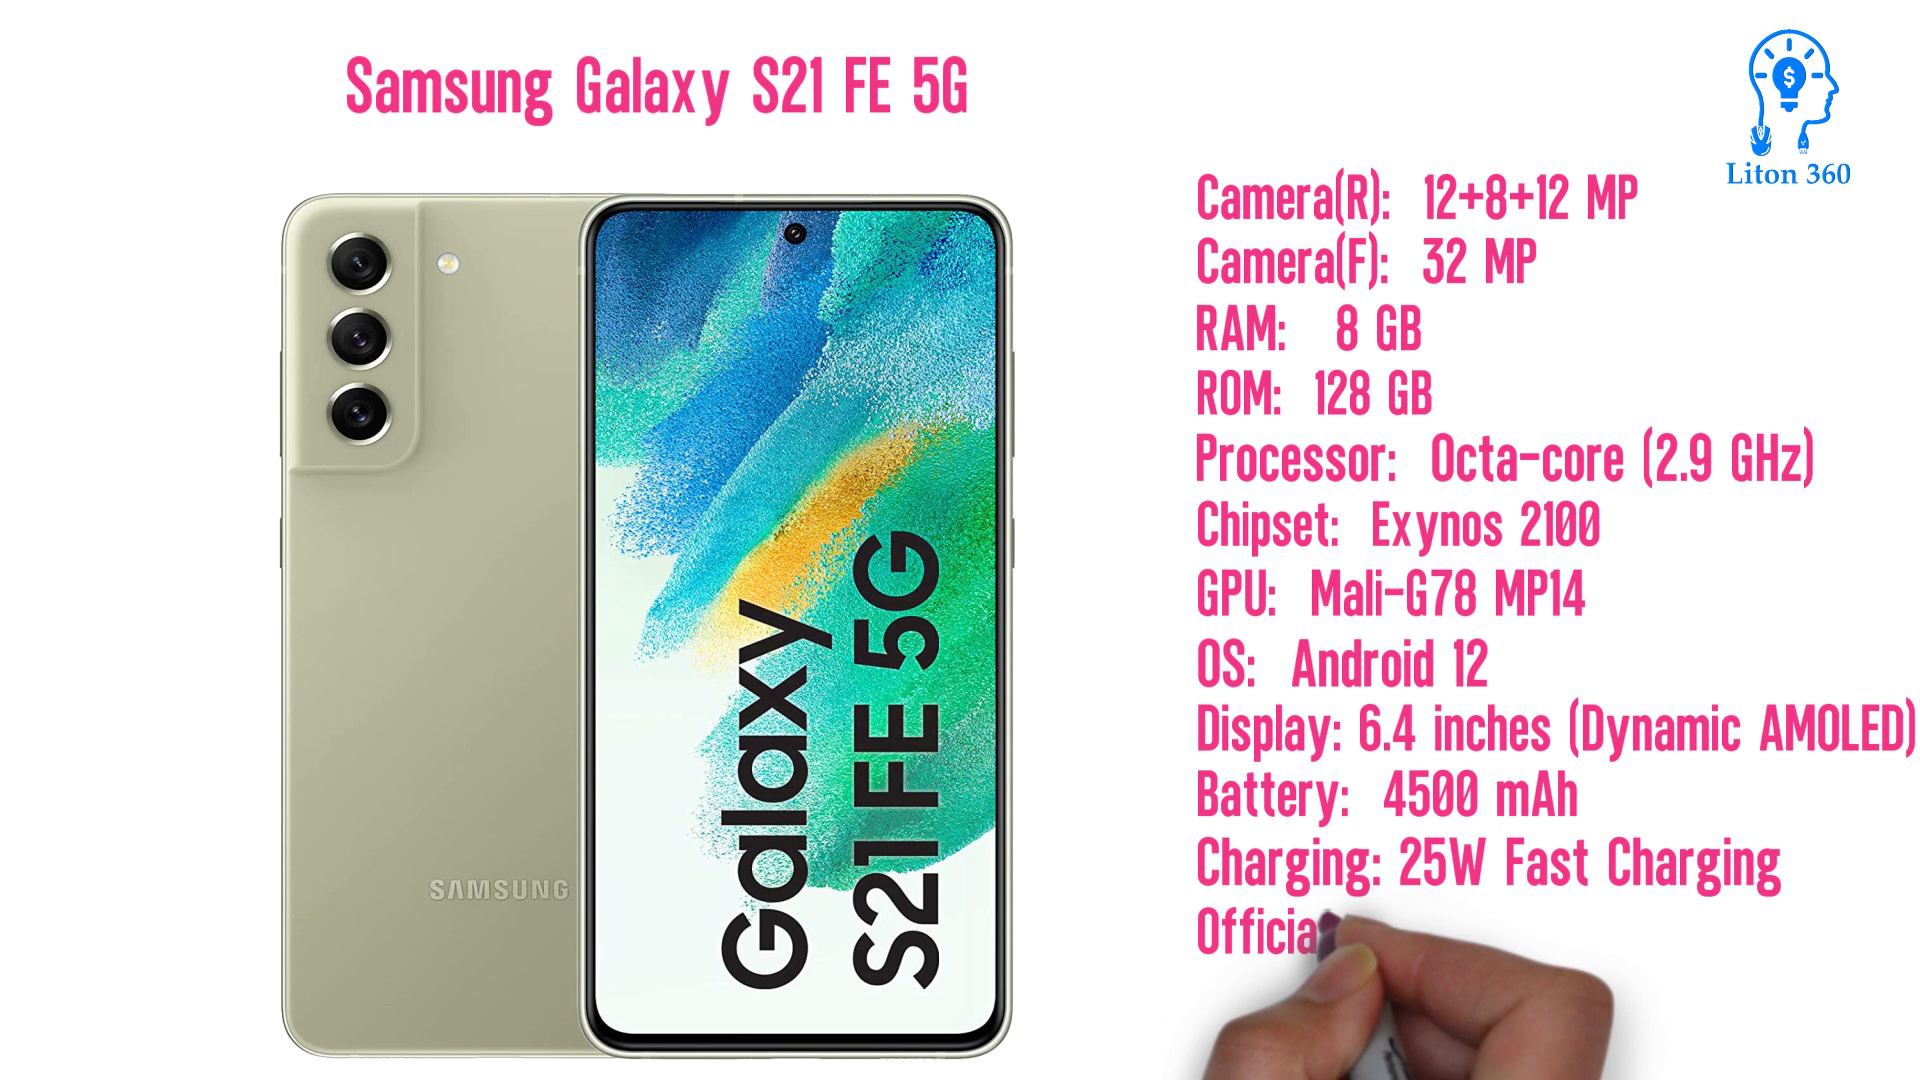 Samsung Galaxy S21 FE 5G
Liton 360
Camera(R): 12+8+12 MP
Camera(F): 32 MP
RAM: 8 GB
ROM: 128 GB
Processor: Octa-core (2.9 GHz)
Chipset: Exynos 2100
GPU: Mali-G78 MP14
OS: Android 12
Display: 6.4 inches (Dynamic AMOLED)
Battery: 4500 mAh
Charging: 25W Fast Charging
Officia
SAMSUNG
Galaxy
S21 FE 5G